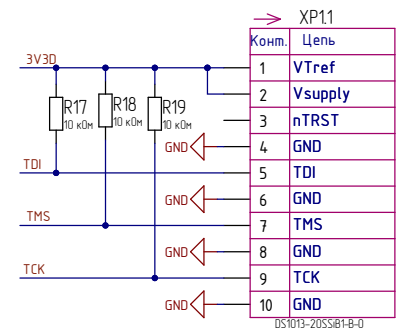 XP1.1
Конт. Цепь
3V3D
1 VTref
2 Vsupply
R17 10 кОм
R18 10 кОм
R19 10 кОм
3 nTRST
GND 4 GND
TDI 5 TDI
GND 6 GND
TMS 7 TMS
GND 8 GND
TCK 9 TCK
GND 10 GND
DS1013-20SSiB1-B-0